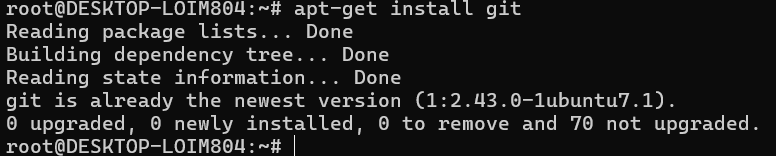 root@DESKTOP-LOIM804:~# apt-get install git
Reading package lists... Done
Building dependency tree... Done
Reading state information... Done
git is already the newest version (1:2.43.0-1ubuntu7.1).
0 upgraded, 0 newly installed, 0 to remove and 70 not upgraded.
root@DESKTOP-LOIM804:~#